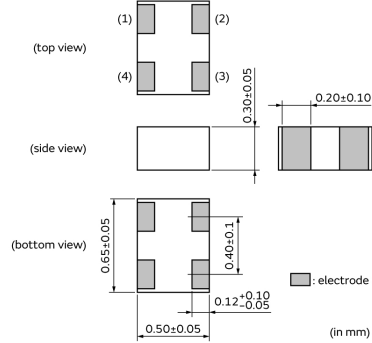 (1) (2)
(top view)
(4) (3)
0.30±0.05
0.20±0.10
(side view)
0.65±0.05
(bottom view)
0.40±0.1
: electrode
0.12+0.10
−0.05
0.50±0.05
(in mm)